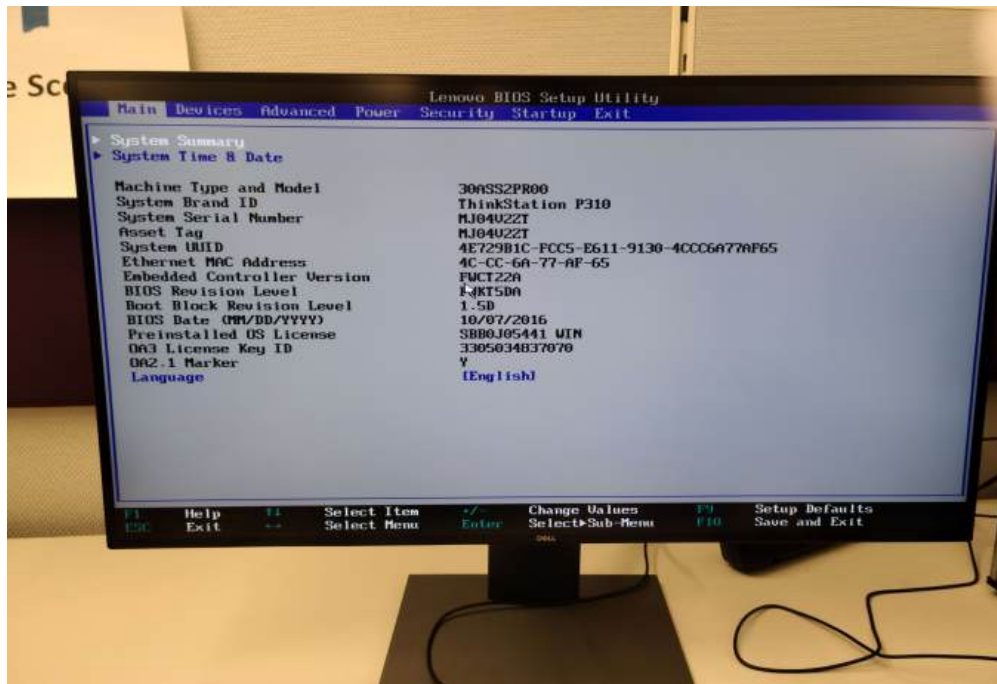 e Sc
Lenovo BIOS Setup Utility
Main Devices Advanced Power Security Startup Exit
System Summary
System Time & Date
Machine Type and Model 30ASS2PR00
System Brand ID ThinkStation P310
System Serial Number MJ04V2ZT
Asset Tag MJ04V2ZT
System UUID 4E729B1C-FCC5-E611-9130-4CCC6A77AF65
Ethernet MAC Address 4C-CC-6A-77-AF-65
Embedded Controller Version FWCT22A
BIOS Revision Level FWKT5DA
Boot Block Revision Level 1.5D
BIOS Date (MM/DD/YYYY) 10/07/2016
Preinstalled OS License SBB0J05441 WIN
OA3 License Key ID 3305034837070
OA2.1 Marker Y
Language [English]
F1 Help ↑↓ Select Item +/- Change Values F9 Setup Defaults
ESC Exit ←→ Select Menu Enter Select▶Sub-Menu F10 Save and Exit
DELL